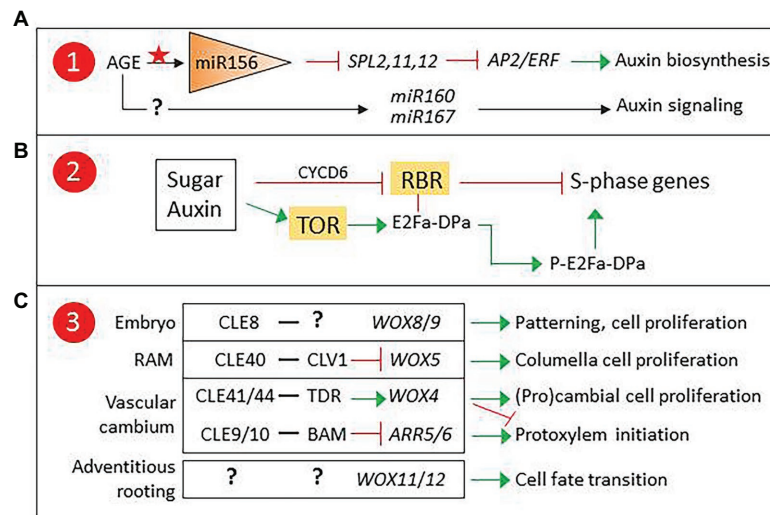 A
1
AGE
miR156
SPL2,11,12
AP2/ERF
Auxin biosynthesis
?
miR160
miR167
Auxin signaling
B
2
Sugar
Auxin
CYCD6
RBR
S-phase genes
TOR
E2Fa-DPa
P-E2Fa-DPa
C
3
Embryo
CLE8
?
WOX8/9
Patterning, cell proliferation
RAM
CLE40
CLV1
WOX5
Columella cell proliferation
Vascular
cambium
CLE41/44
TDR
WOX4
(Pro)cambial cell proliferation
CLE9/10
BAM
ARR5/6
Protoxylem initiation
Adventitious
rooting
?
?
WOX11/12
Cell fate transition